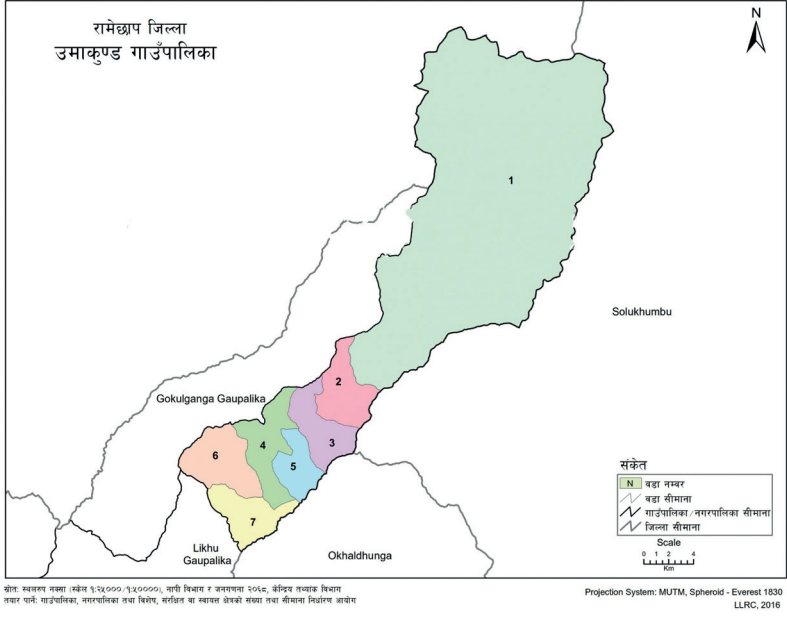 रामेछाप जिल्ला
उमाकुण्ड गाउँपालिका
N
1
Solukhumbu
2
Gokulganga Gaupalika
3
4
5
6
7
Likhu
Gaupalika
Okhaldhunga
संकेत
N वडा नम्बर
वडा सीमाना
गाउँपालिका/नगरपालिका सीमाना
जिल्ला सीमाना
Scale
0 1 2 4
Km
स्रोत: स्थलरुप नक्सा (स्केल १:२५०००/१:५००००), नापी विभाग र जनगणना २०६८, केन्द्रिय तथ्यांक विभाग
तयार पार्ने: गाउँपालिका, नगरपालिका तथा विशेष, संरक्षित वा स्वायत्त क्षेत्रको संख्या तथा सीमाना निर्धारण आयोग
Projection System: MUTM, Spheroid - Everest 1830
LLRC, 2016